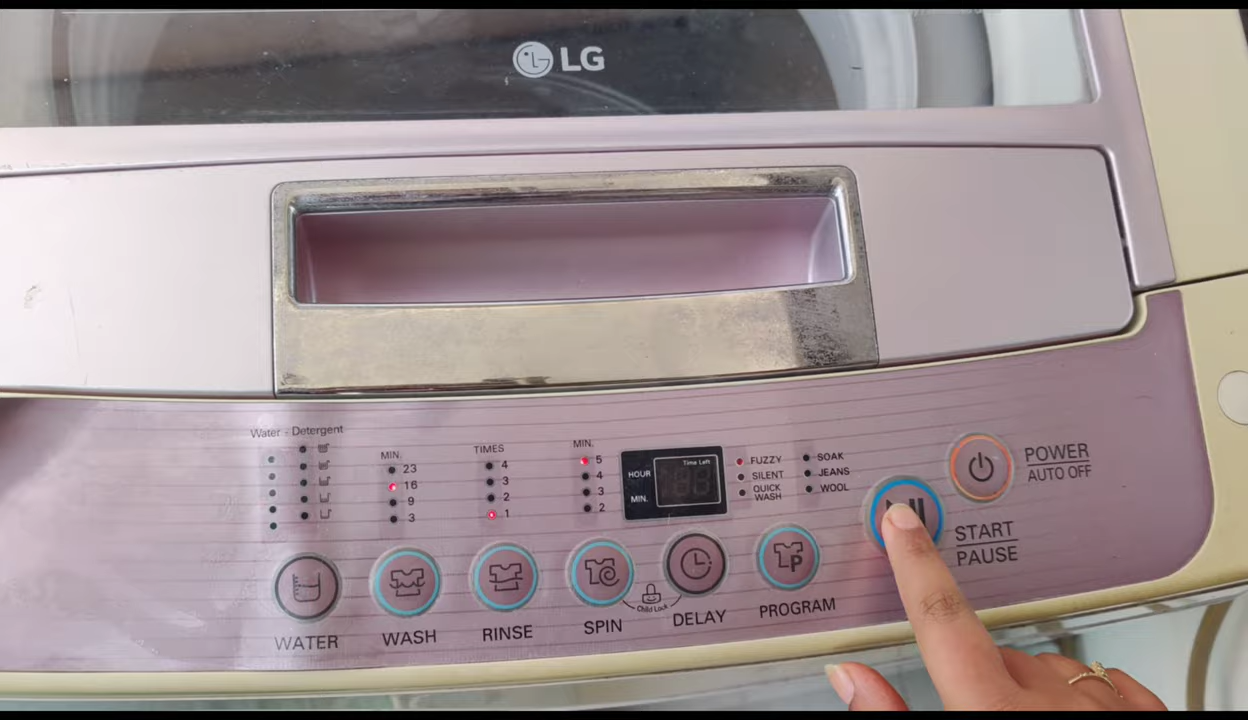 LG
Water - Detergent
MIN.
23
16
9
3
TIMES
4
3
2
1
MIN.
5
4
3
2
HOUR
MIN.
Time Left
FUZZY
SILENT
QUICK
WASH
SOAK
JEANS
WOOL
POWER
AUTO OFF
START
PAUSE
WATER
WASH
RINSE
SPIN
Child Lock
DELAY
P
PROGRAM